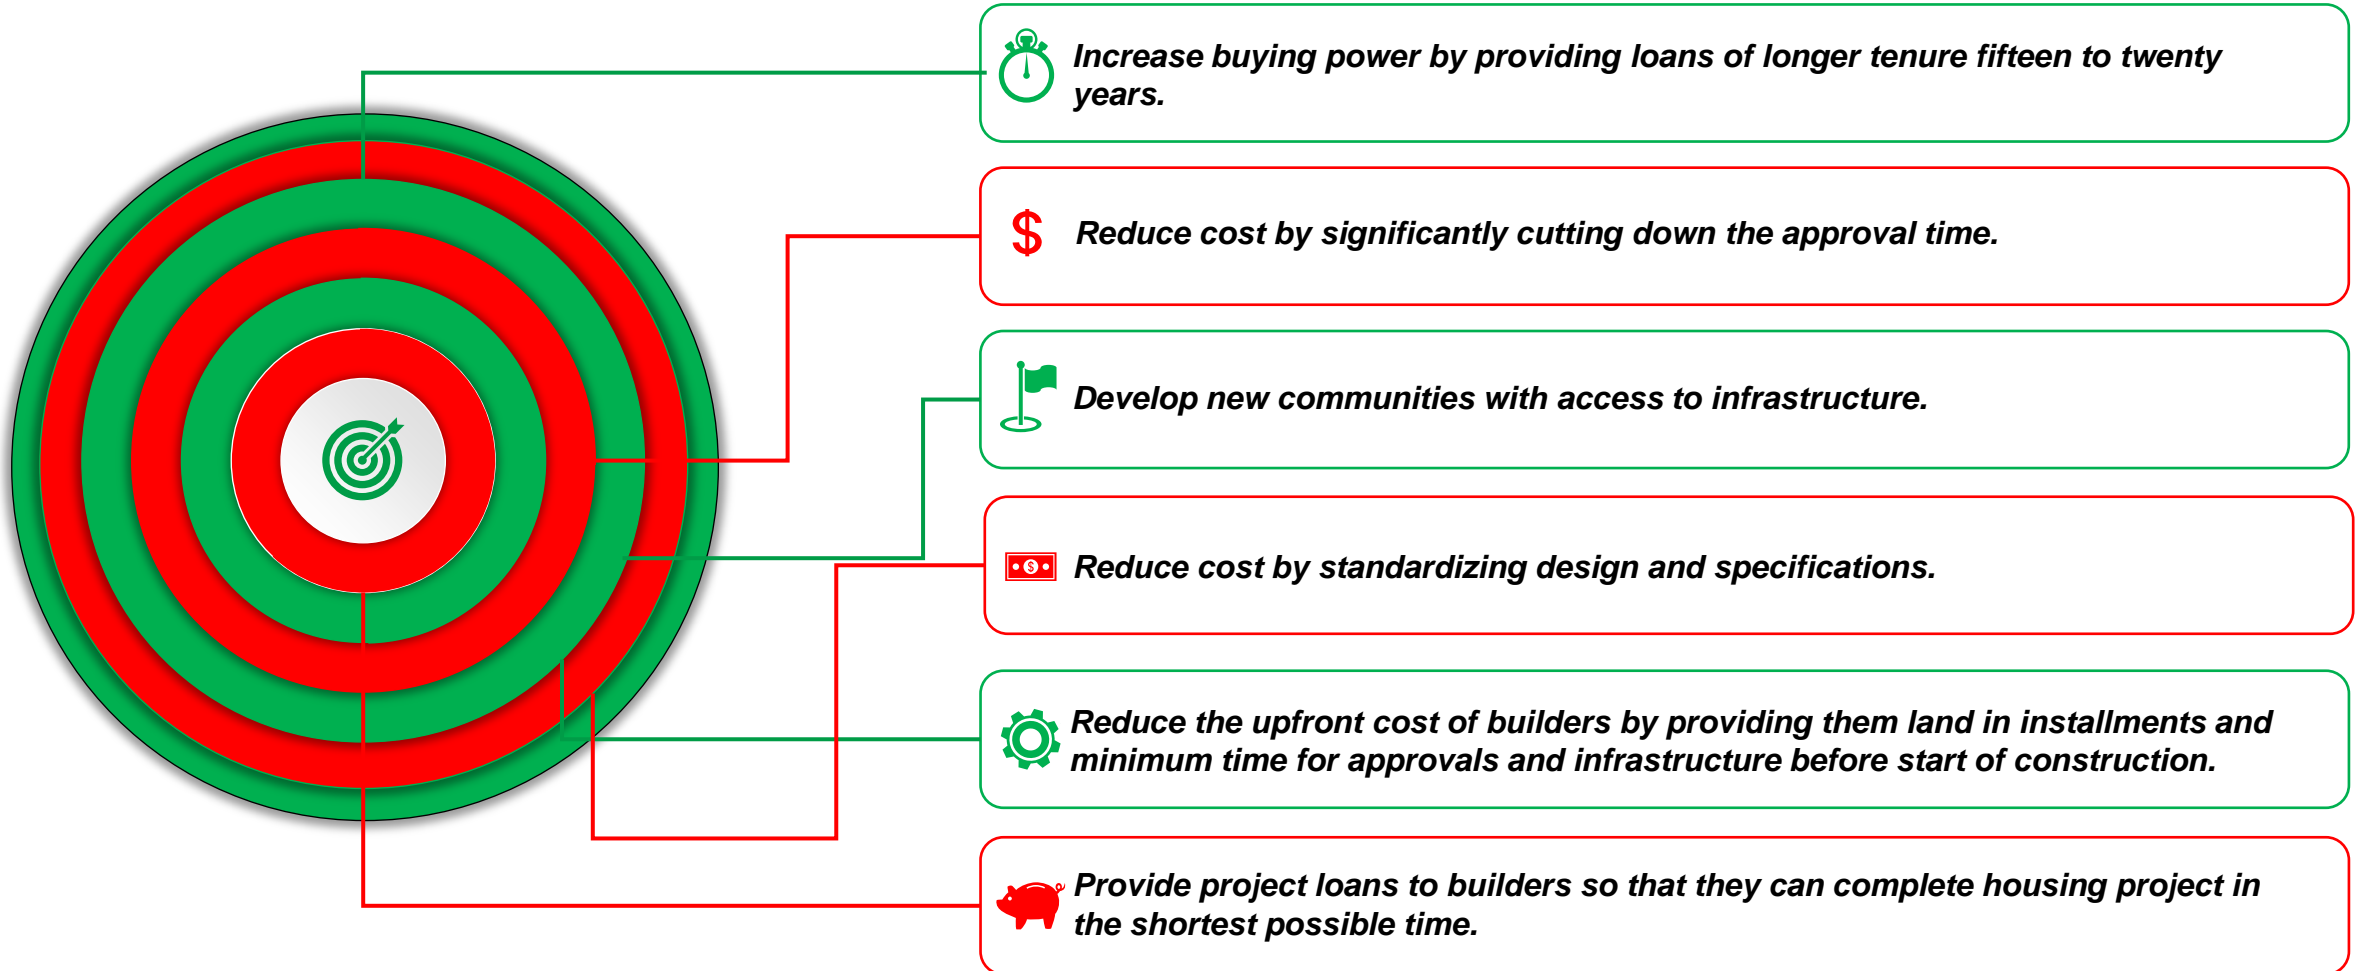 Increase buying power by providing loans of longer tenure fifteen to twenty
years.
$
Reduce cost by significantly cutting down the approval time.
Develop new communities with access to infrastructure.
$
Reduce cost by standardizing design and specifications.
Reduce the upfront cost of builders by providing them land in installments and
minimum time for approvals and infrastructure before start of construction.
Provide project loans to builders so that they can complete housing project in
the shortest possible time.